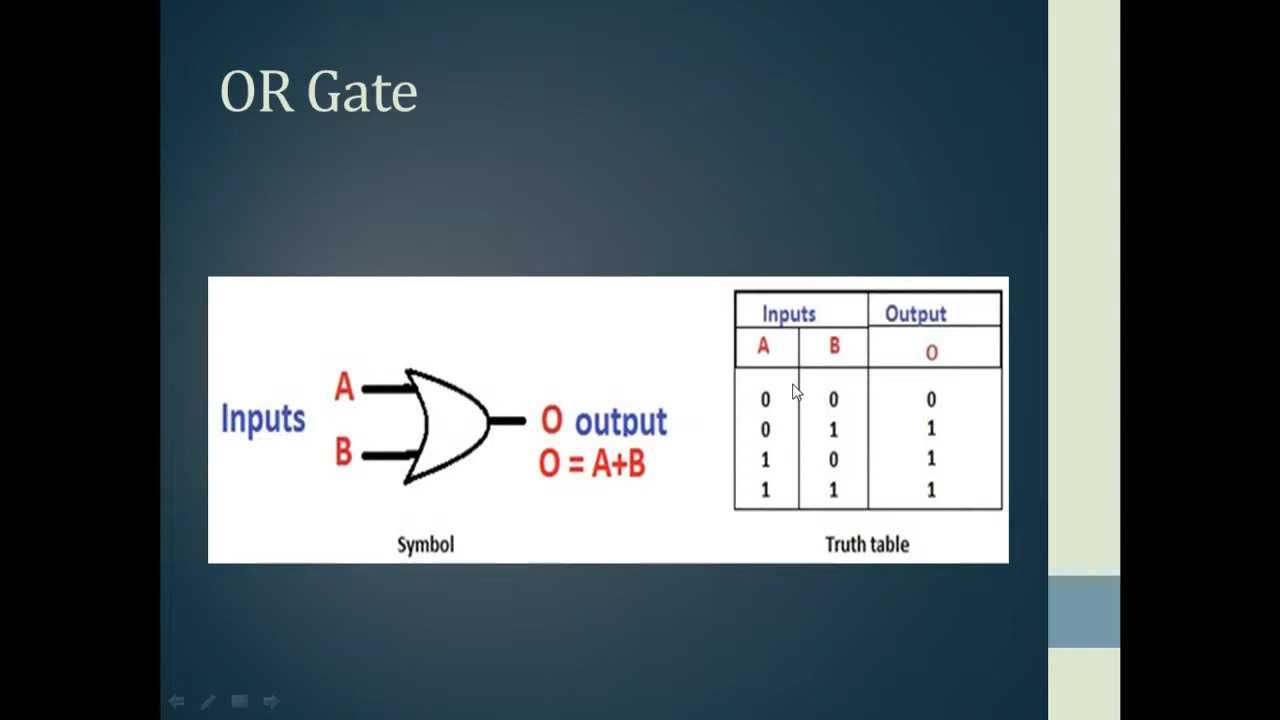 OR Gate
Inputs
A
B
O output
O = A+B
Symbol
Inputs Output
A B O
0 0 0
0 1 1
1 0 1
1 1 1
Truth table